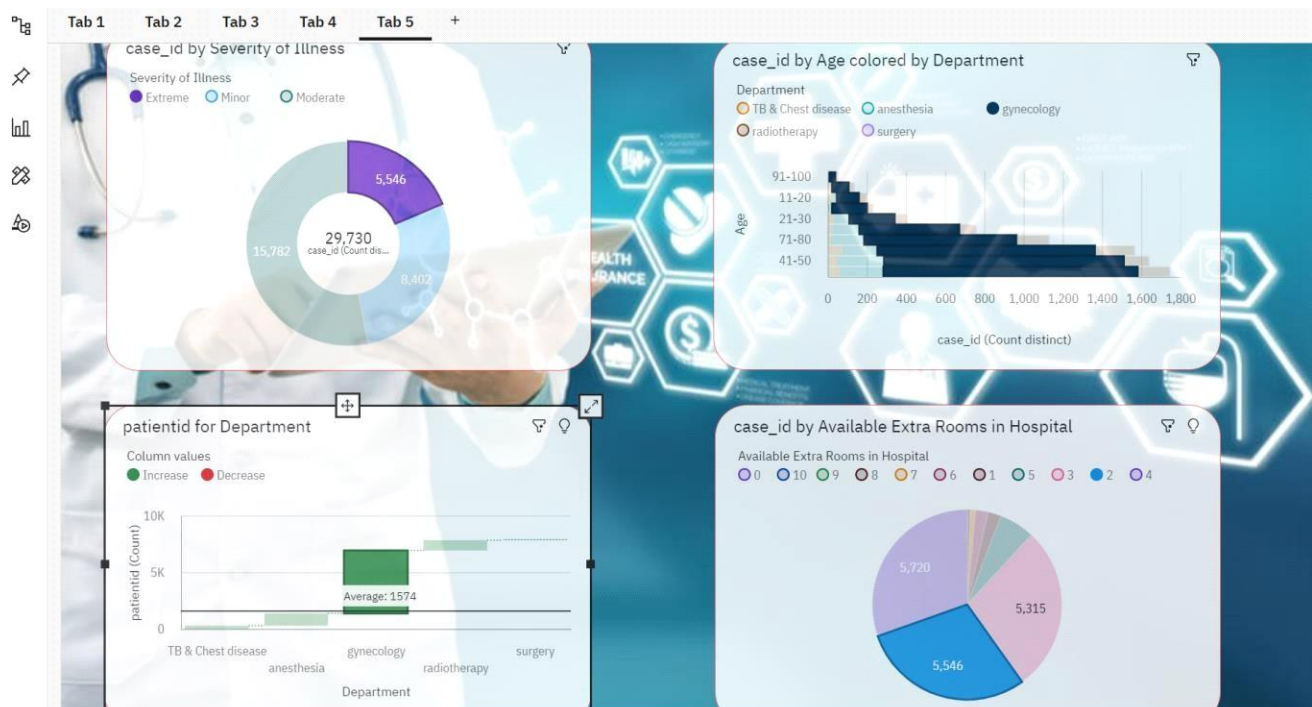 Tab 1 Tab 2 Tab 3 Tab 4 Tab 5 +
case_id by Severity of Illness
Severity of Illness
Extreme Minor Moderate
5,546
15,782
29,730
case_id (Count dis...
8,402
case_id by Age colored by Department
Department
TB & Chest disease anesthesia gynecology
radiotherapy surgery
Age
91-100
11-20
21-30
71-80
41-50
0 200 400 600 800 1,000 1,200 1,400 1,600 1,800
case_id (Count distinct)
HEALTH
INSURANCE
patientid for Department
Column values
Increase Decrease
patientid (Count)
10K
5K
0
Average: 1574
TB & Chest disease anesthesia gynecology radiotherapy surgery
Department
case_id by Available Extra Rooms in Hospital
Available Extra Rooms in Hospital
0 10 9 8 7 6 1 5 3 2 4
5,720
5,315
5,546